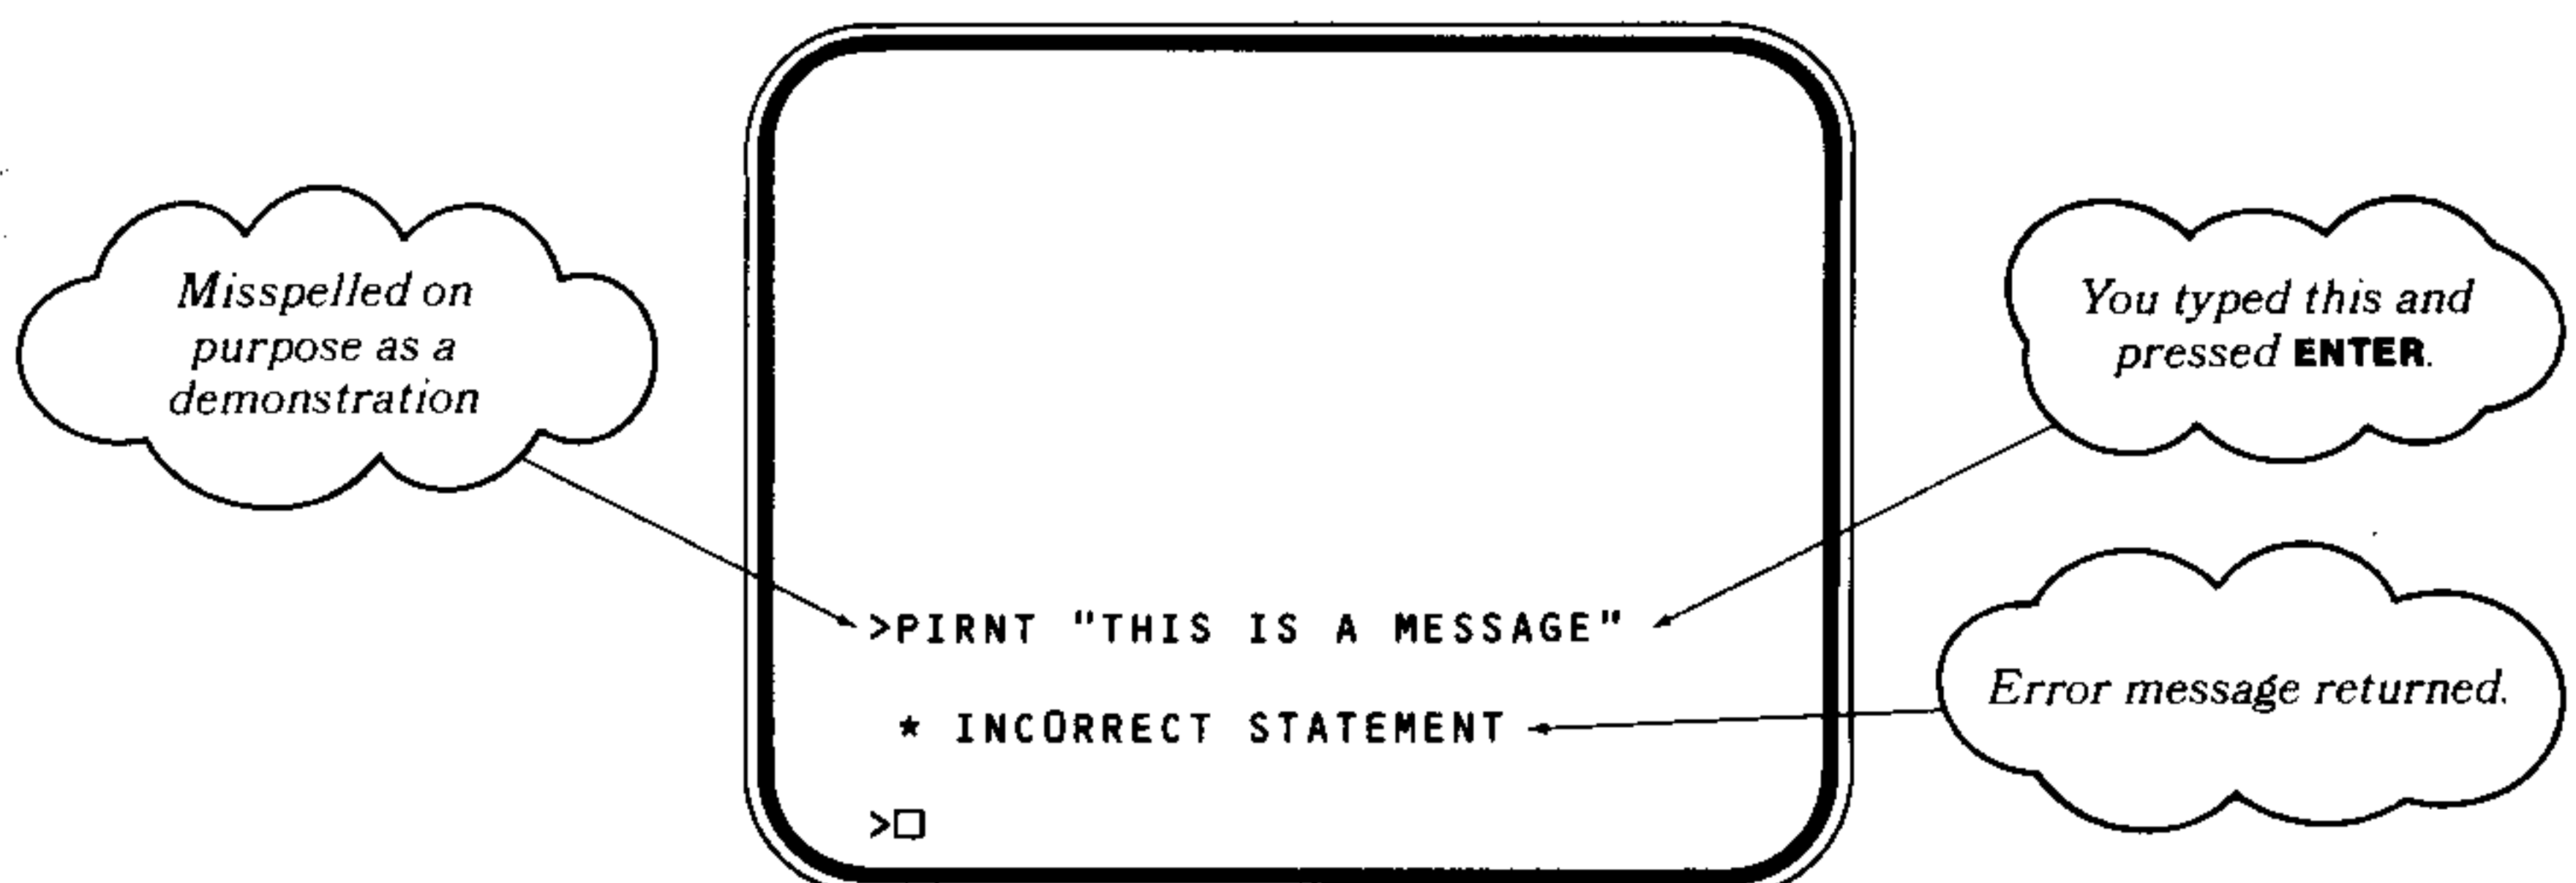 Misspelled on
purpose as a
demonstration
You typed this and
pressed ENTER.
>PIRNT "THIS IS A MESSAGE"
Error message returned.
* INCORRECT STATEMENT
>□